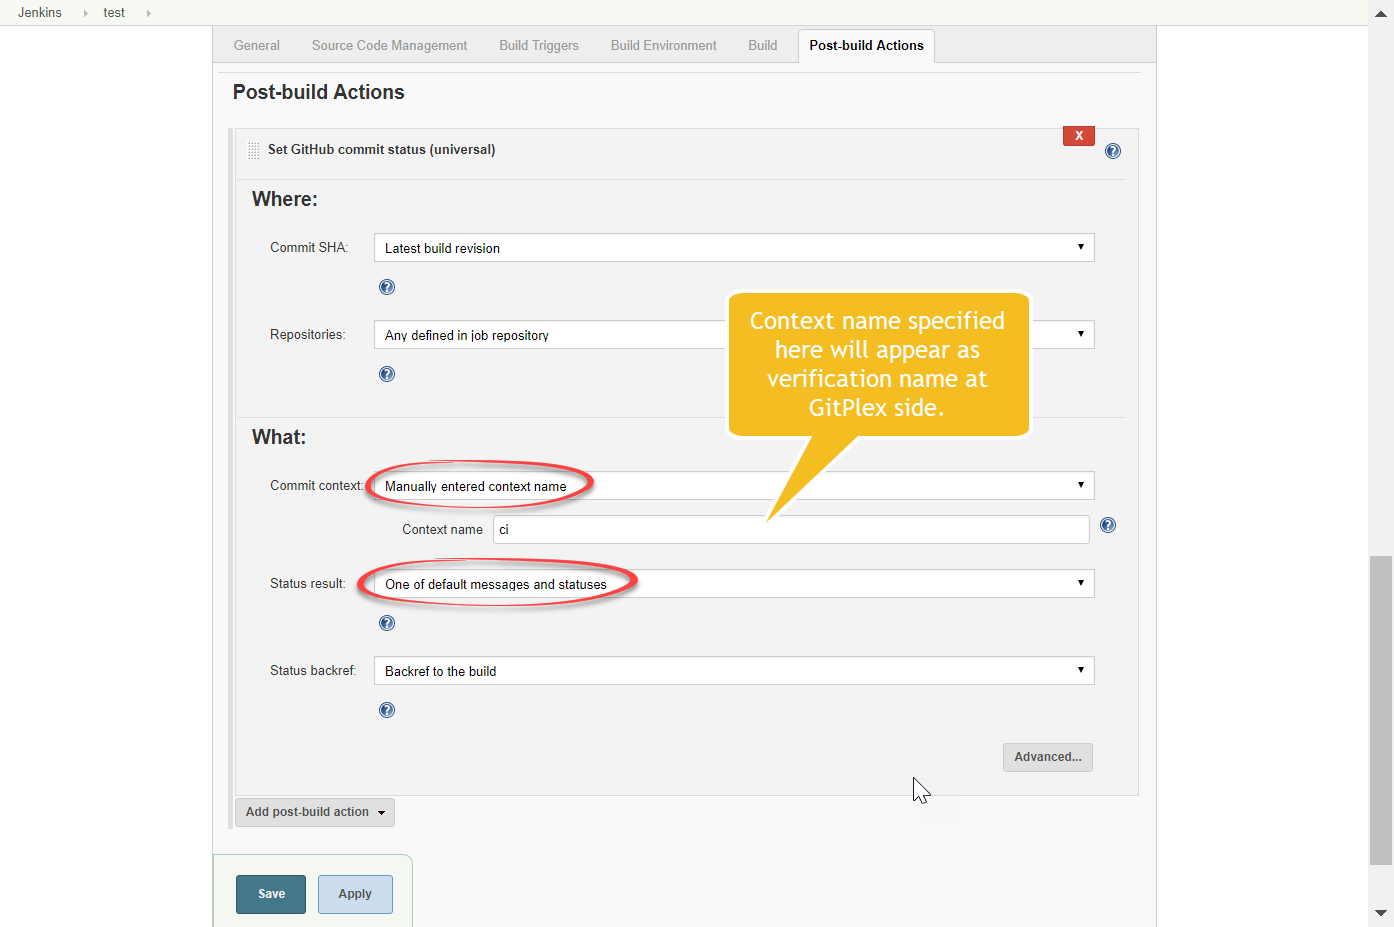 Jenkins test
General Source Code Management Build Triggers Build Environment Build Post-build Actions
Post-build Actions
X
Set GitHub commit status (universal)
?
Where:
Commit SHA: Latest build revision
?
Repositories: Any defined in job repository
?
Context name specified
here will appear as
verification name at
GitPlex side.
What:
Commit context: Manually entered context name
Context name ci
?
Status result: One of default messages and statuses
?
Status backref: Backref to the build
?
Advanced...
Add post-build action
Save Apply